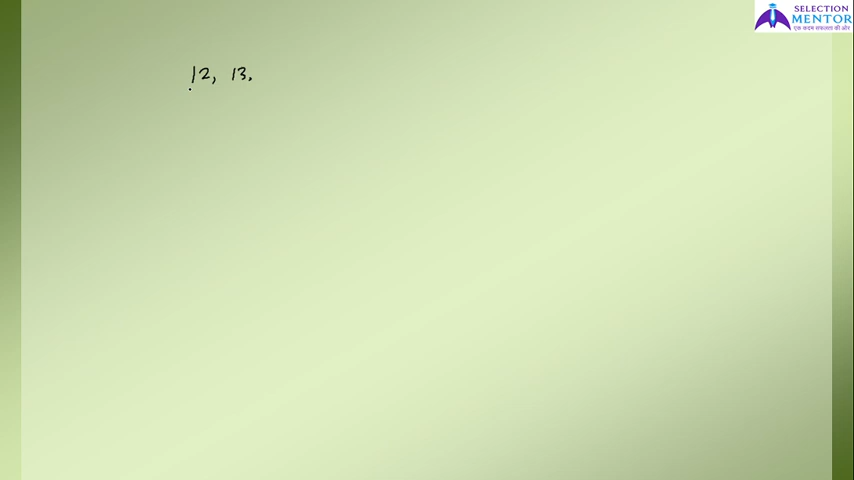 SELECTION
MENTOR
एक कदम सफलता की ओर
12, 13.